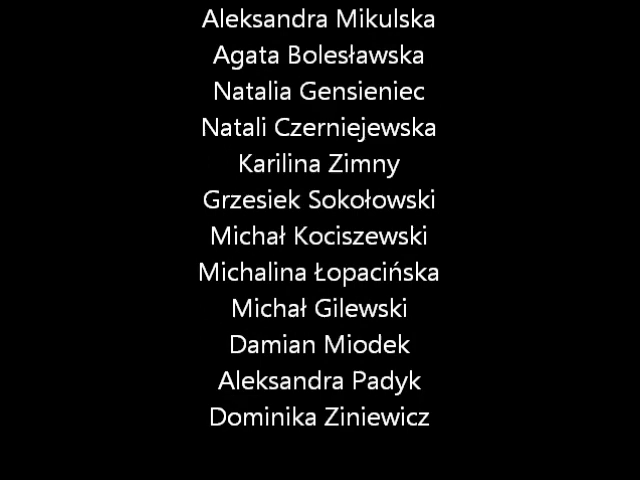 Aleksandra Mikulska
Agata Bolesławska
Natalia Gensieniec
Natali Czerniejewska
Karilina Zimny
Grzesiek Sokołowski
Michał Kociszewski
Michalina Łopacińska
Michał Gilewski
Damian Miodek
Aleksandra Padyk
Dominika Ziniewicz